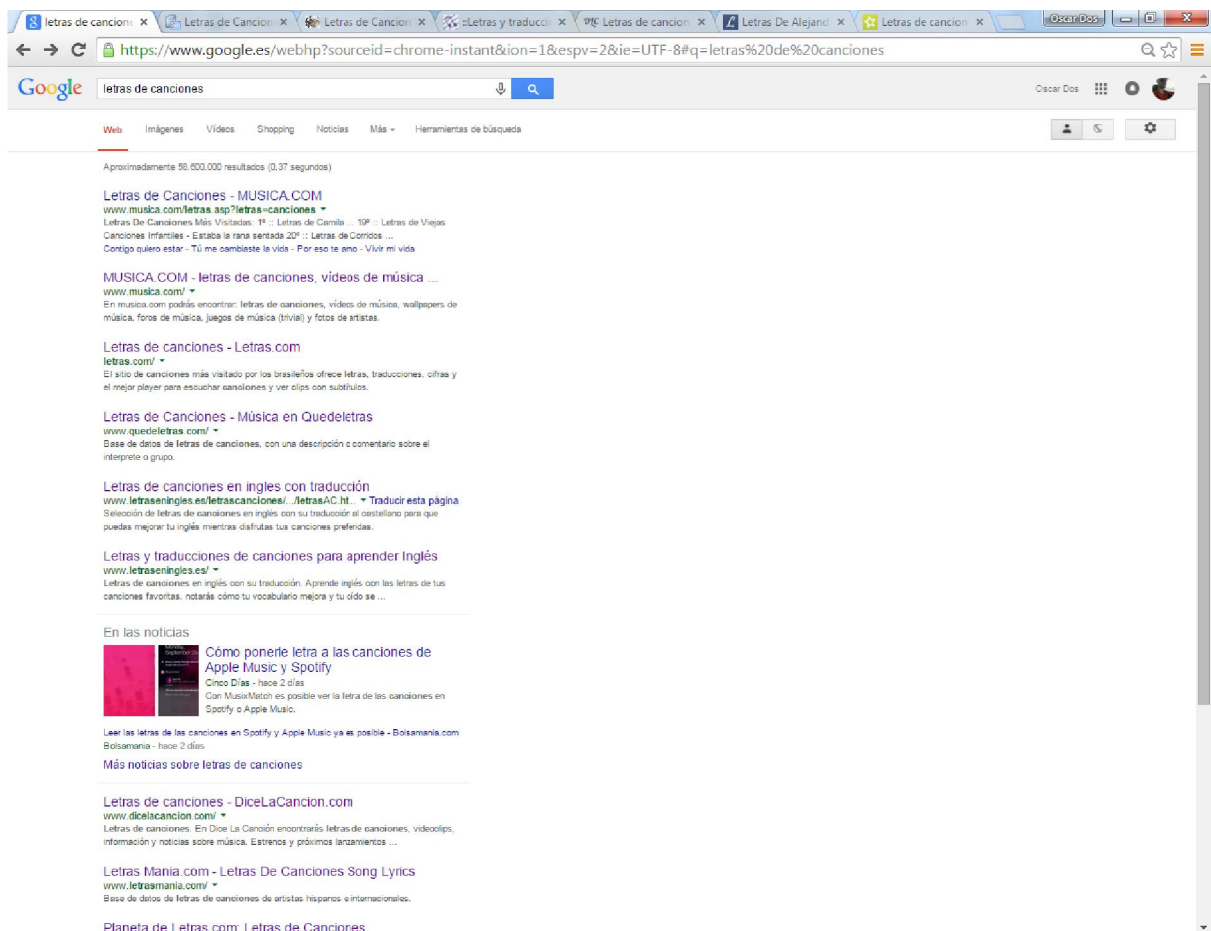 letras de cancione
Letras de Cancion
Letras de Cancion
::Letras y traducció
Letras de cancion
Letras De Alejand
Letras de cancion
Oscar Dos
https://www.google.es/webhp?sourceid=chrome-instant&ion=1&espv=2&ie=UTF-8#q=letras%20de%20canciones
Google
letras de canciones
Oscar Dos
Web Imágenes Vídeos Shopping Noticias Más Herramientas de búsqueda
Aproximadamente 58.600.000 resultados (0,37 segundos)
Letras de Canciones - MUSICA.COM
www.musica.com/letras.asp?letras=canciones
Letras De Canciones Más Visitadas: 1º :: Letras de Camila ... 19º :: Letras de Viejas
Canciones Infantiles - Estaba la rana sentada 20º :: Letras de Corridos ...
Contigo quiero estar - Tú me cambiaste la vida - Por eso te amo - Vivir mi vida
MUSICA.COM - letras de canciones, vídeos de música ...
www.musica.com/
En musica.com podrás encontrar: letras de canciones, vídeos de música, wallpapers de
música, foros de música, juegos de música (trivial) y fotos de artistas.
Letras de canciones - Letras.com
letras.com/
El sitio de canciones más visitado por los brasileños ofrece letras, traducciones, cifras y
el mejor player para escuchar canciones y ver clips con subtítulos.
Letras de Canciones - Música en Quedeletras
www.quedeletras.com/
Base de datos de letras de canciones, con una descripción o comentario sobre el
interprete o grupo.
Letras de canciones en ingles con traducción
www.letraseningles.es/letrascanciones/.../letrasAC.ht... Traducir esta página
Selección de letras de canciones en inglés con su traducción al castellano para que
puedas mejorar tu inglés mientras disfrutas tus canciones preferidas.
Letras y traducciones de canciones para aprender Inglés
www.letraseningles.es/
Letras de canciones en inglés con su traducción. Aprende inglés con las letras de tus
canciones favoritas, notarás cómo tu vocabulario mejora y tu oído se ...
En las noticias
Cómo ponerle letra a las canciones de
Apple Music y Spotify
Cinco Días - hace 2 días
Con MusixMatch es posible ver la letra de las canciones en
Spotify o Apple Music.
Leer las letras de las canciones en Spotify y Apple Music ya es posible - Bolsamania.com
Bolsamania - hace 2 días
Más noticias sobre letras de canciones
Letras de canciones - DiceLaCancion.com
www.dicelacancion.com/
Letras de canciones. En Dice La Canción encontrarás letras de canciones, videoclips,
información y noticias sobre música. Estrenos y próximos lanzamientos ...
Letras Mania.com - Letras De Canciones Song Lyrics
www.letrasmania.com/
Base de datos de letras de canciones de artistas hispanos e internacionales.
Planeta de Letras com: Letras de Canciones